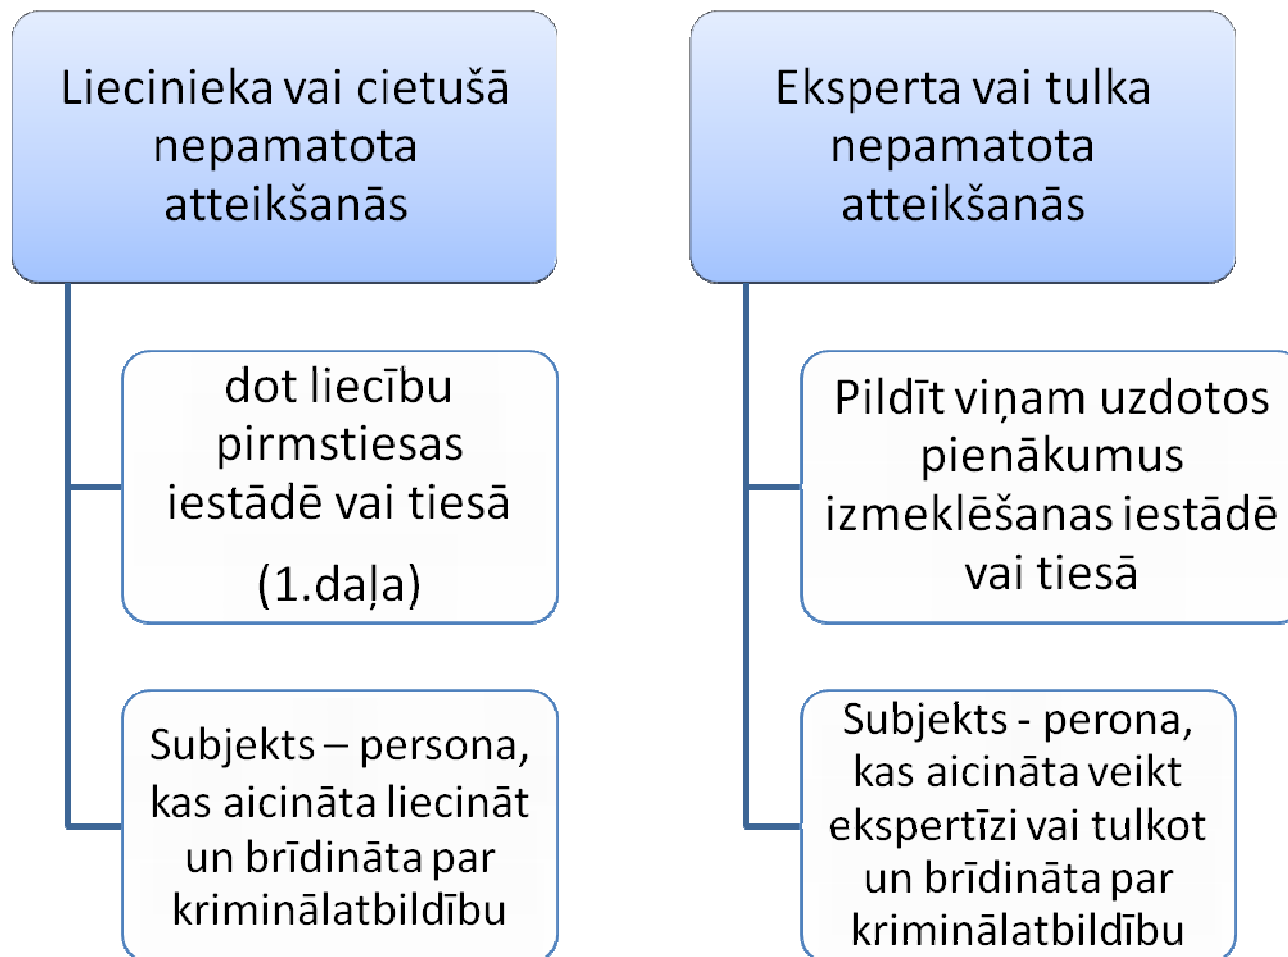 Liecinieka vai cietušā
nepamatota
atteikšanās
dot liecību
pirmstiesas
iestādē vai tiesā
(1.daļa)
Subjekts – persona,
kas aicināta liecināt
un brīdināta par
kriminālatbildību
Eksperta vai tulka
nepamatota
atteikšanās
Pildīt viņam uzdotos
pienākumus
izmeklēšanas iestādē
vai tiesā
Subjekts - perona,
kas aicināta veikt
ekspertīzi vai tulkot
un brīdināta par
kriminālatbildību